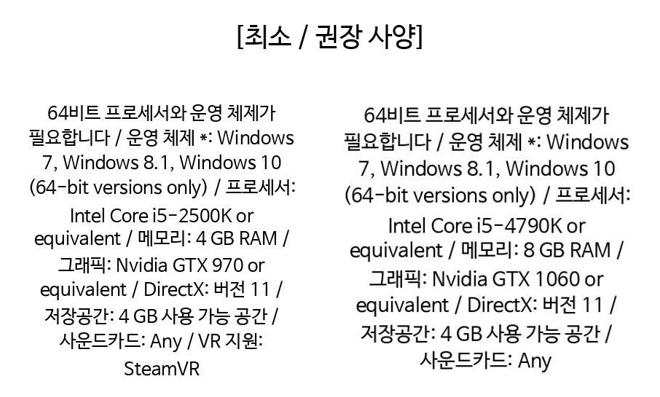 [최소 / 권장 사양]
64비트 프로세서와 운영 체제가
필요합니다 / 운영 체제 *: Windows
7, Windows 8.1, Windows 10
(64-bit versions only) / 프로세서:
Intel Core i5-2500K or
equivalent / 메모리: 4 GB RAM /
그래픽: Nvidia GTX 970 or
equivalent / DirectX: 버전 11 /
저장공간: 4 GB 사용 가능 공간 /
사운드카드: Any / VR 지원:
SteamVR
64비트 프로세서와 운영 체제가
필요합니다 / 운영 체제 *: Windows
7, Windows 8.1, Windows 10
(64-bit versions only) / 프로세서:
Intel Core i5-4790K or
equivalent / 메모리: 8 GB RAM /
그래픽: Nvidia GTX 1060 or
equivalent / DirectX: 버전 11 /
저장공간: 4 GB 사용 가능 공간 /
사운드카드: Any